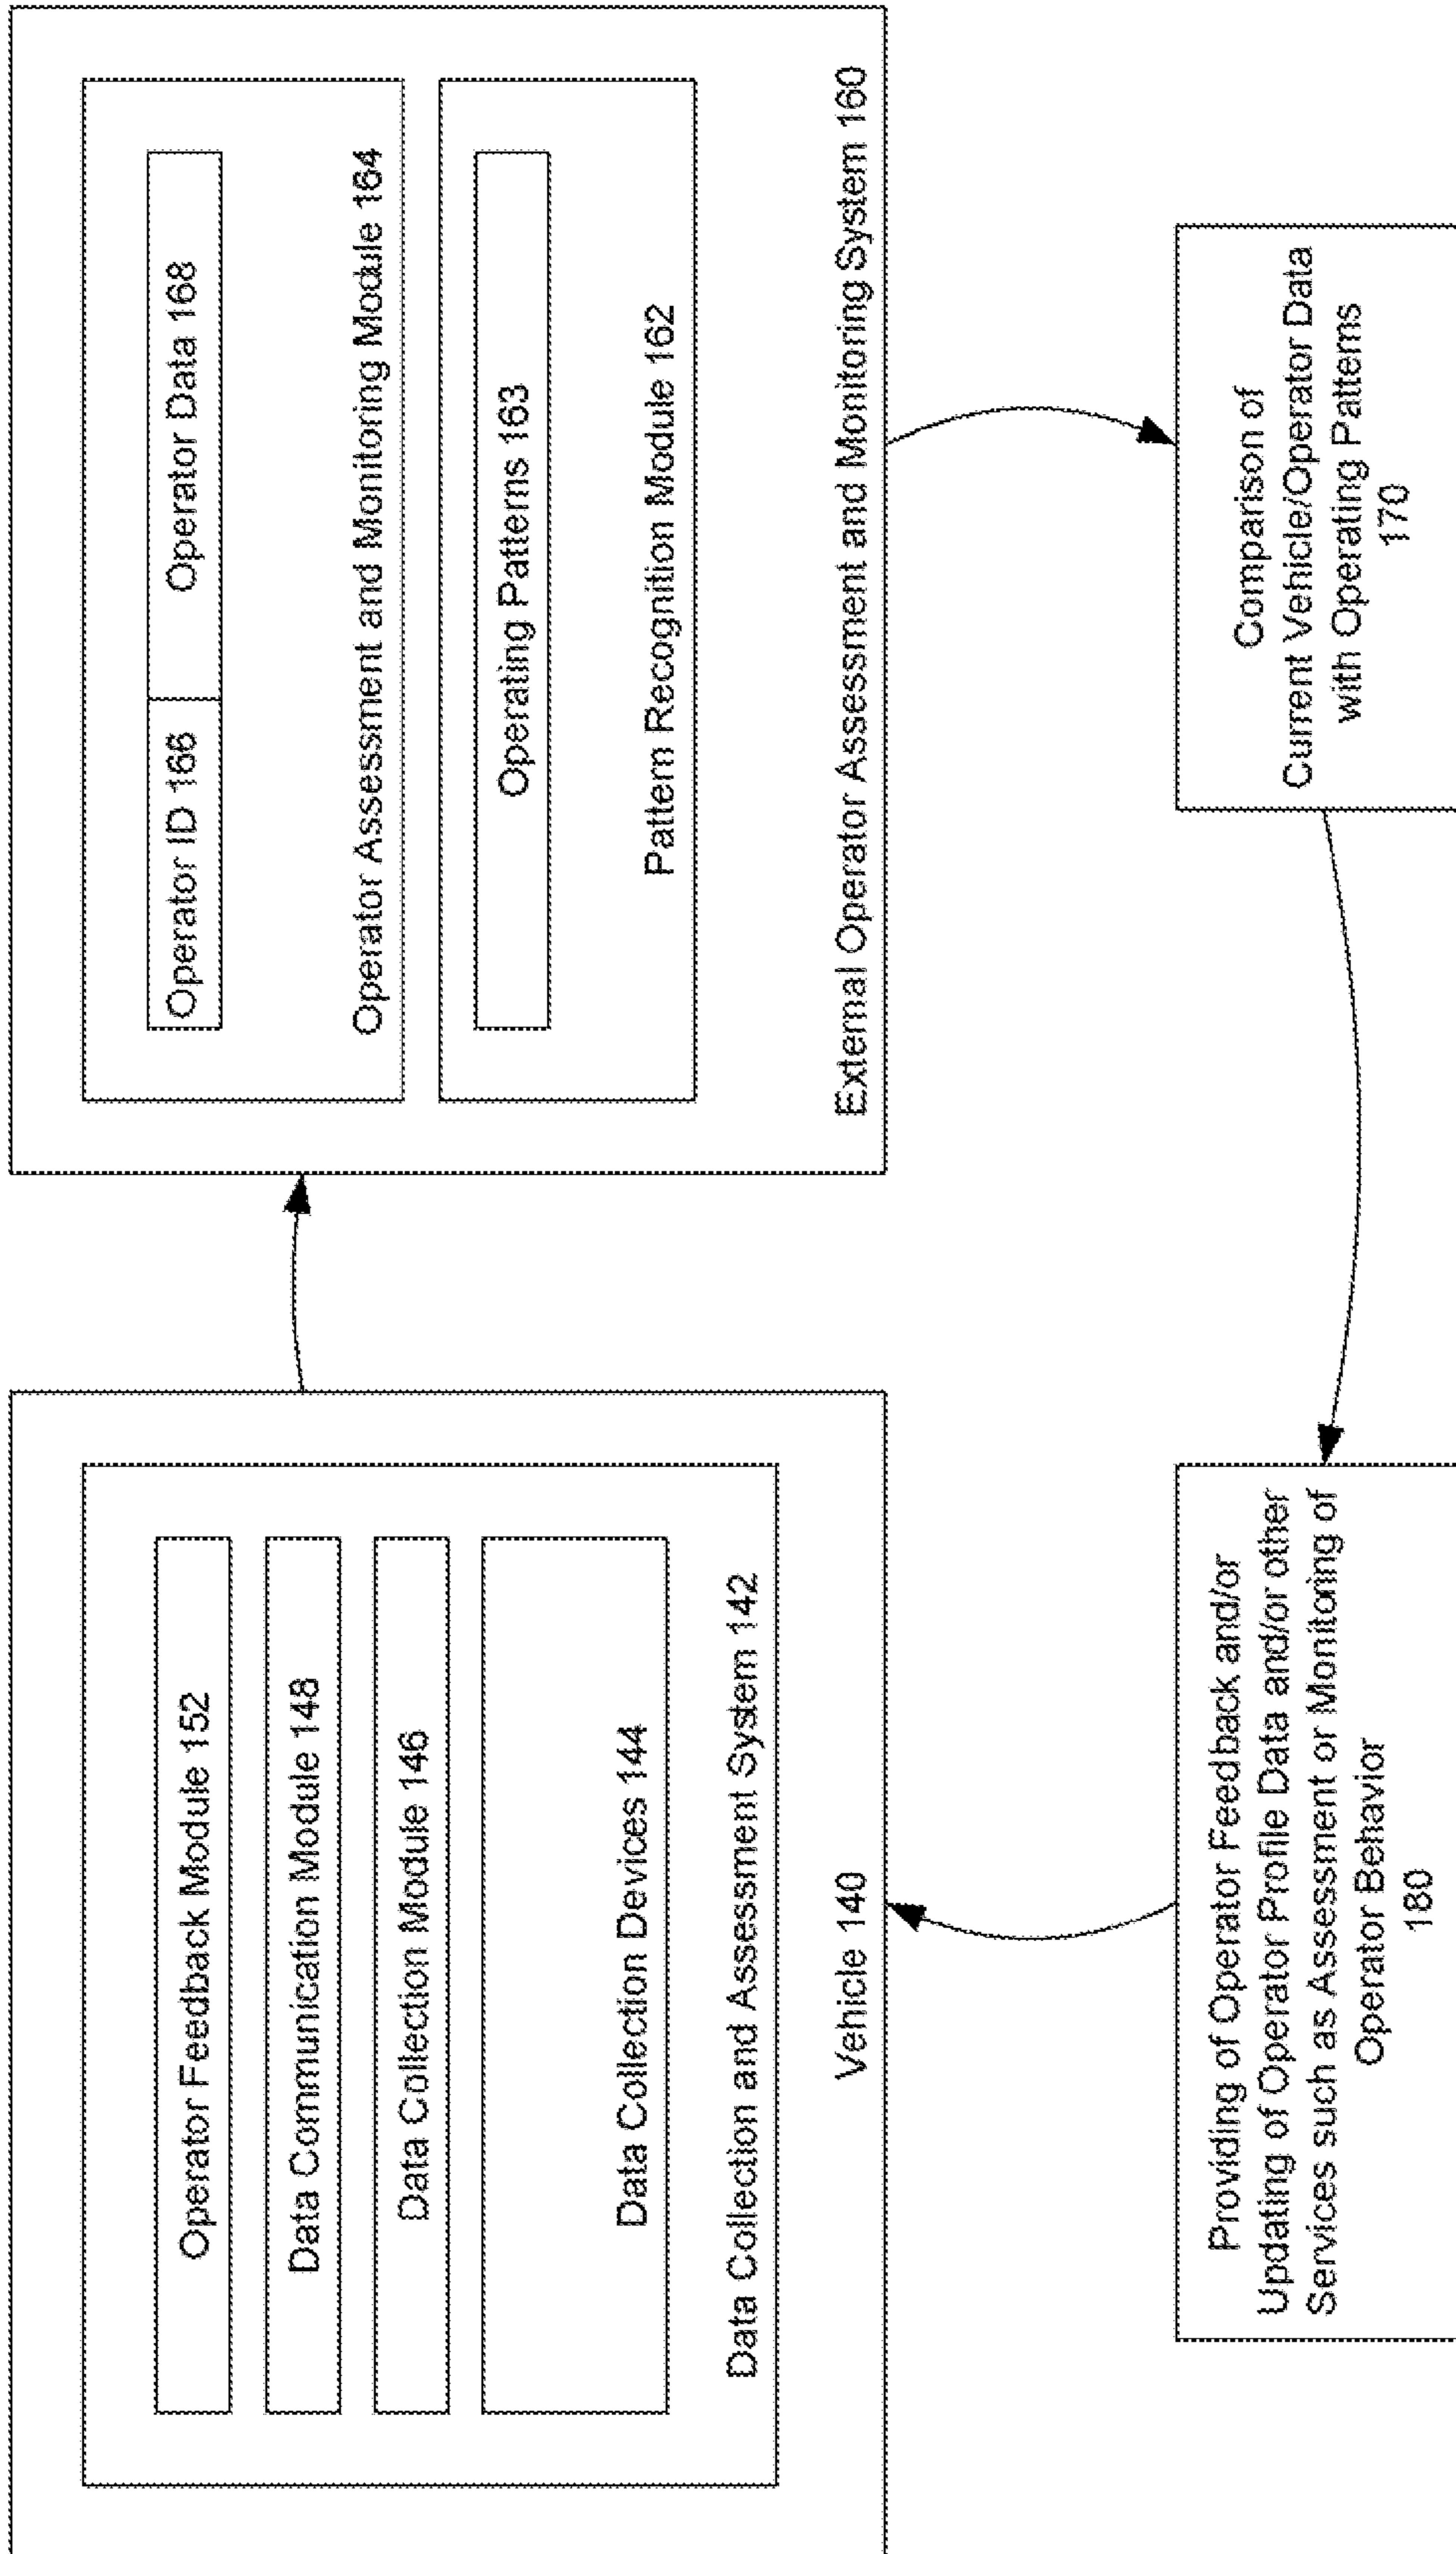 Operator Feedback Module 152
Data Communication Module 148
Data Collection Module 146
Data Collection Devices 144
Data Collection and Assessment System 142
Vehicle 140
Operator ID 166
Operator Data 168
Operator Assessment and Monitoring Module 164
Operating Patterns 163
Pattern Recognition Module 162
External Operator Assessment and Monitoring System 160
Comparison of
Current Vehicle/Operator Data
with Operating Patterns
170
Providing of Operator Feedback and/or
Updating of Operator Profile Data and/or other
Services such as Assessment or Monitoring of
Operator Behavior
180